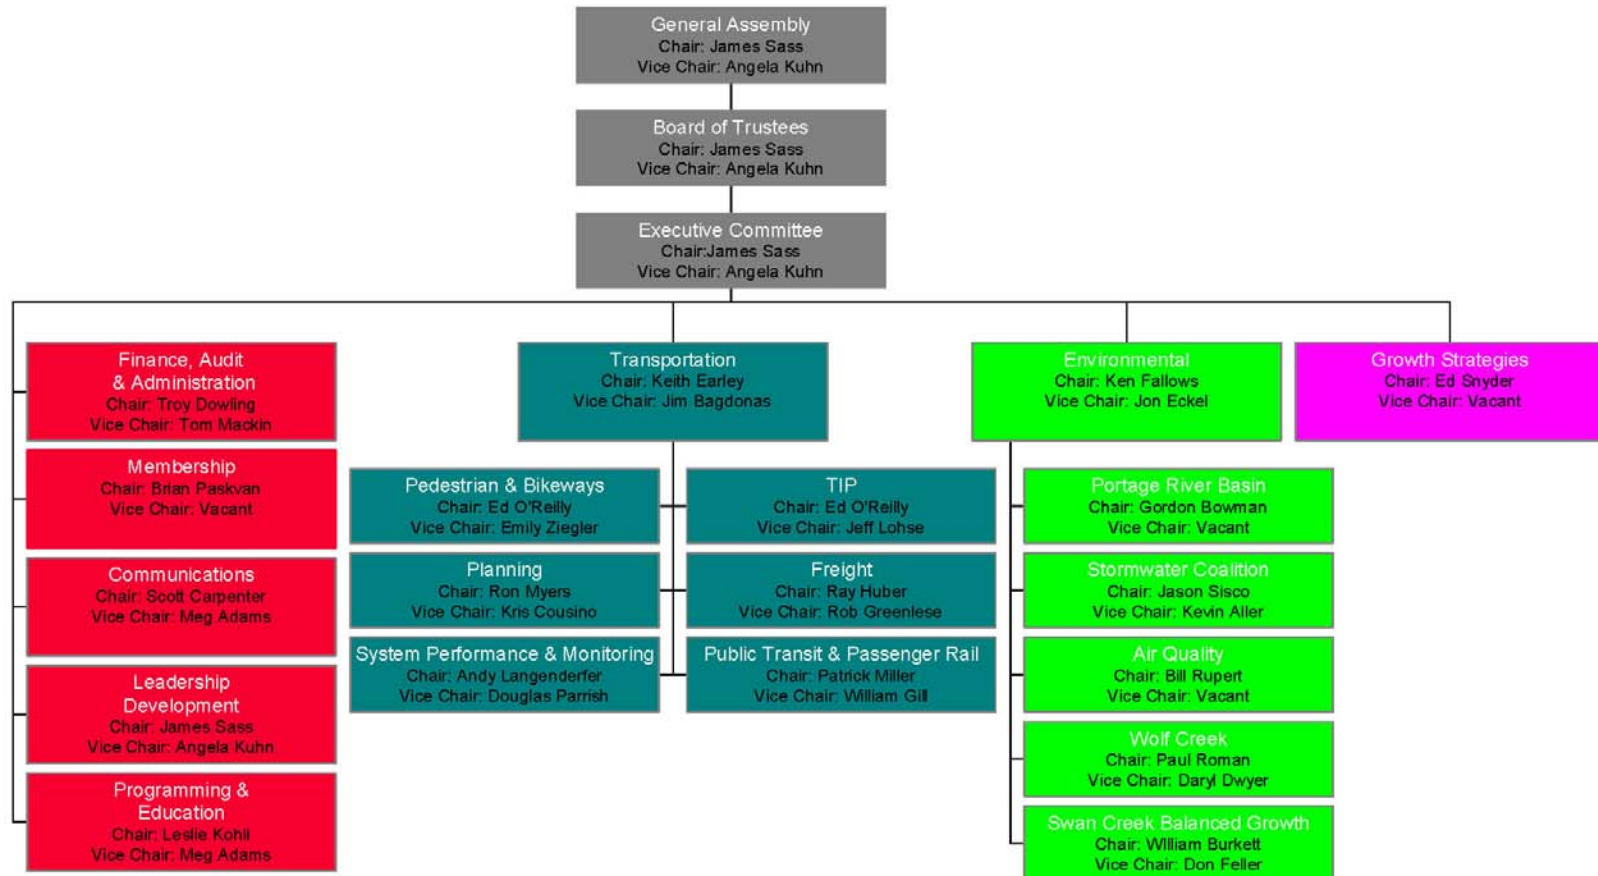 General Assembly
Chair: James Sass
Vice Chair: Angela Kuhn
Board of Trustees
Chair: James Sass
Vice Chair: Angela Kuhn
Executive Committee
Chair:James Sass
Vice Chair: Angela Kuhn
Finance, Audit
& Administration
Chair: Troy Dowling
Vice Chair: Tom Mackin
Membership
Chair: Brian Paskvan
Vice Chair: Vacant
Communications
Chair: Scott Carpenter
Vice Chair: Meg Adams
Leadership
Development
Chair: James Sass
Vice Chair: Angela Kuhn
Programming &
Education
Chair: Leslie Kohli
Vice Chair: Meg Adams
Transportation
Chair: Keith Earley
Vice Chair: Jim Bagdonas
Pedestrian & Bikeways
Chair: Ed O'Reilly
Vice Chair: Emily Ziegler
Planning
Chair: Ron Myers
Vice Chair: Kris Cousino
System Performance & Monitoring
Chair: Andy Langenderfer
Vice Chair: Douglas Parrish
TIP
Chair: Ed O'Reilly
Vice Chair: Jeff Lohse
Freight
Chair: Ray Huber
Vice Chair: Rob Greenlese
Public Transit & Passenger Rail
Chair: Patrick Miller
Vice Chair: William Gill
Environmental
Chair: Ken Fallows
Vice Chair: Jon Eckel
Portage River Basin
Chair: Gordon Bowman
Vice Chair: Vacant
Stormwater Coalition
Chair: Jason Sisco
Vice Chair: Kevin Aller
Air Quality
Chair: Bill Rupert
Vice Chair: Vacant
Wolf Creek
Chair: Paul Roman
Vice Chair: Daryl Dwyer
Swan Creek Balanced Growth
Chair: WIlliam Burkett
Vice Chair: Don Feller
Growth Strategies
Chair: Ed Snyder
Vice Chair: Vacant